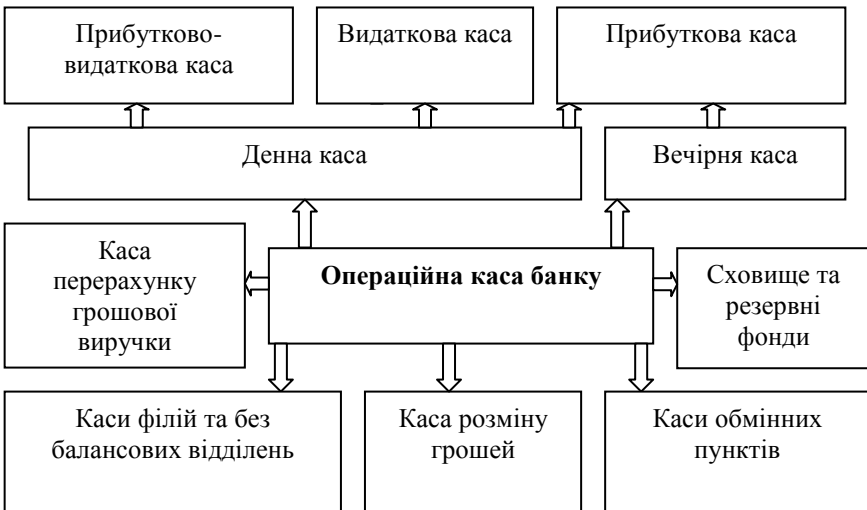 Прибутково-
видаткова каса
Видаткова каса
Прибуткова каса
Денна каса
Вечірня каса
Каса
перерахунку
грошової
виручки
Операційна каса банку
Сховище та
резервні
фонди
Каси філій та без
балансових відділень
Каса розміну
грошей
Каси обмінних
пунктів